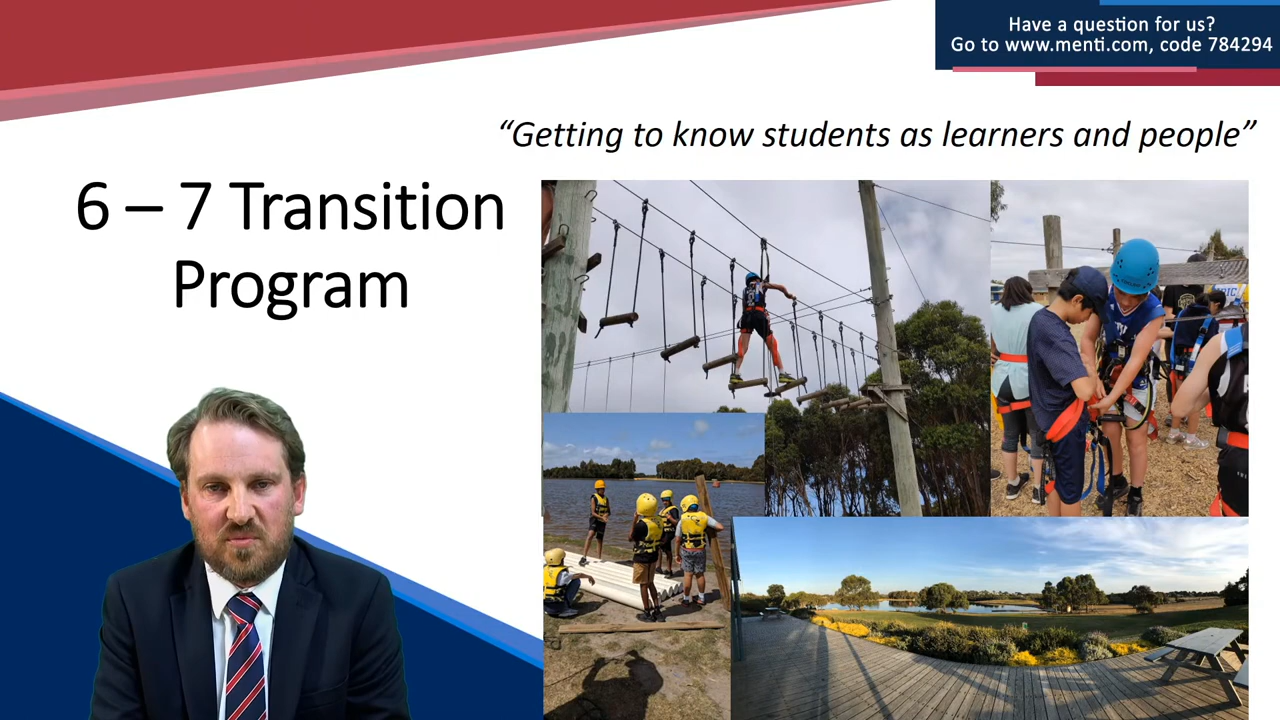 Have a question for us?
Go to www.menti.com, code 784294
“Getting to know students as learners and people”
6 – 7 Transition
Program